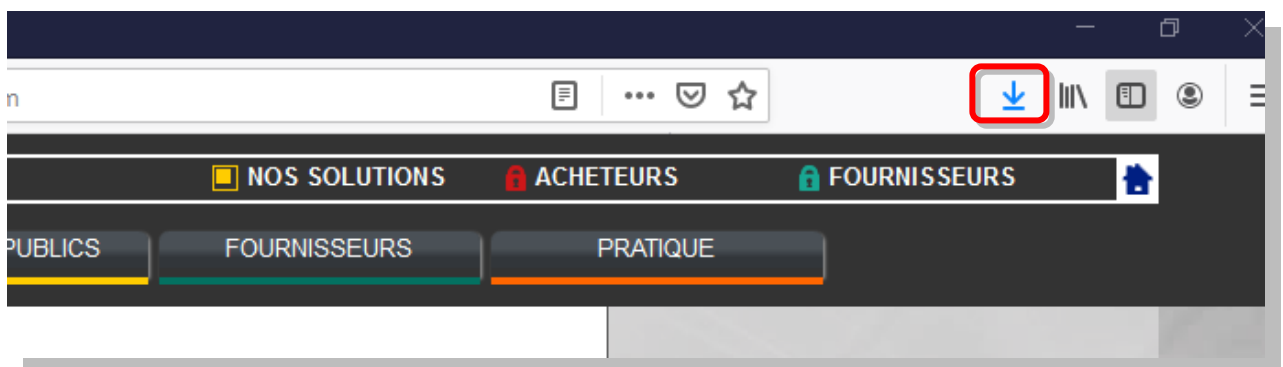 m
NOS SOLUTIONS ACHETEURS FOURNISSEURS
PUBLICS FOURNISSEURS PRATIQUE